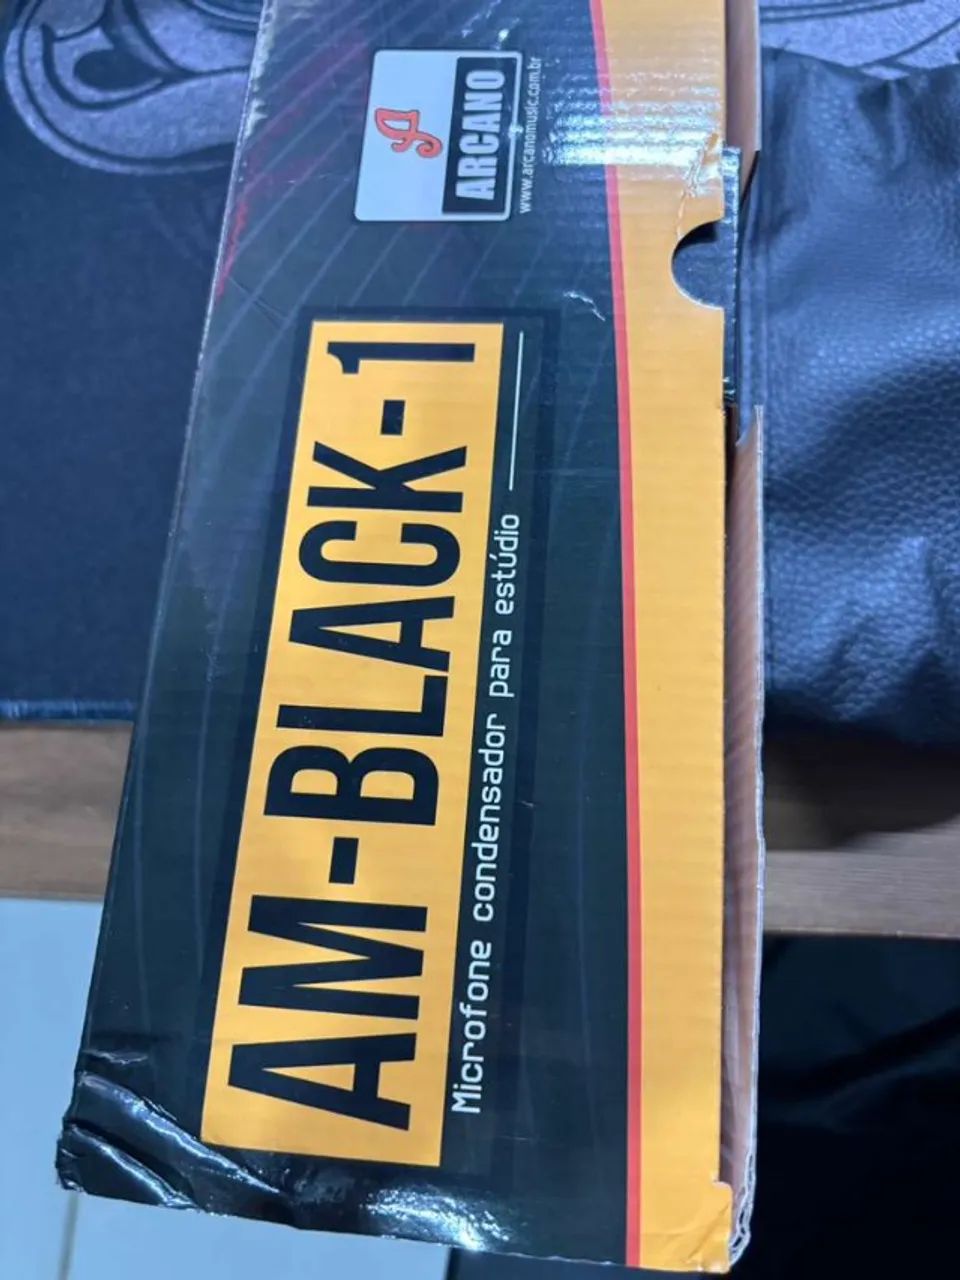 ARCANO
www.arcanomusic.com.br
AM-BLACK-1
Microfone condensador para estúdio